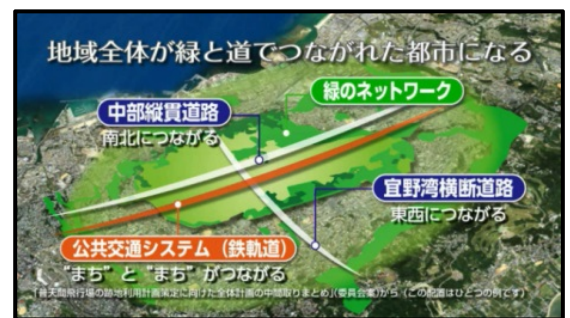 地域全体が緑と道でつながれた都市になる
緑のネットワーク
中部縦貫道路
南北につながる
宜野湾横断道路
東西につながる
公共交通システム（鉄軌道）
“まち”と“まち”がつながる
「普天間飛行場の跡地利用計画策定に向けた全体計画の中間取りまとめ」（委員会案）から（この配置はひとつの例です）